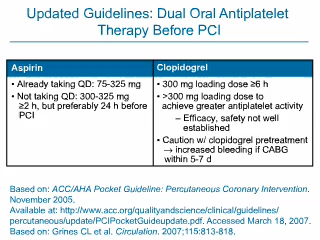 Updated Guidelines: Dual Oral Antiplatelet
Therapy Before PCI
Aspirin
• Already taking QD: 75-325 mg
• Not taking QD: 300-325 mg
≥2 h, but preferably 24 h before
PCI
Clopidogrel
• 300 mg loading dose ≥6 h
• >300 mg loading dose to
achieve greater antiplatelet activity
– Efficacy, safety not well
established
• Caution w/ clopidogrel pretreatment
→ increased bleeding if CABG
within 5-7 d
Based on: ACC/AHA Pocket Guideline: Percutaneous Coronary Intervention.
November 2005.
Available at: http://www.acc.org/qualityandscience/clinical/guidelines/
percutaneous/update/PCIPocketGuideupdate.pdf. Accessed March 18, 2007.
Based on: Grines CL et al. Circulation. 2007;115:813-818.